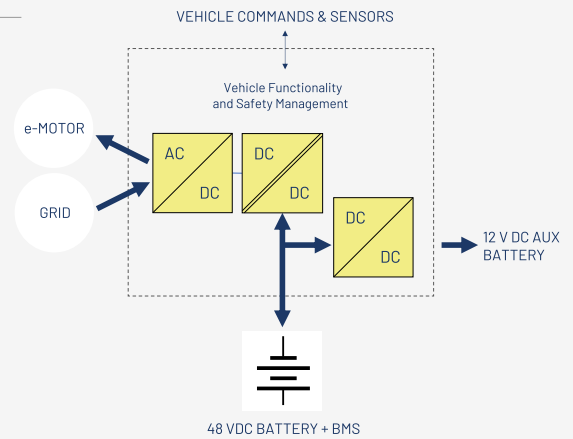 VEHICLE COMMANDS & SENSORS
Vehicle Functionality
and Safety Management
e-MOTOR
AC
DC
DC
DC
GRID
DC
DC
12 V DC AUX
BATTERY
48 VDC BATTERY + BMS